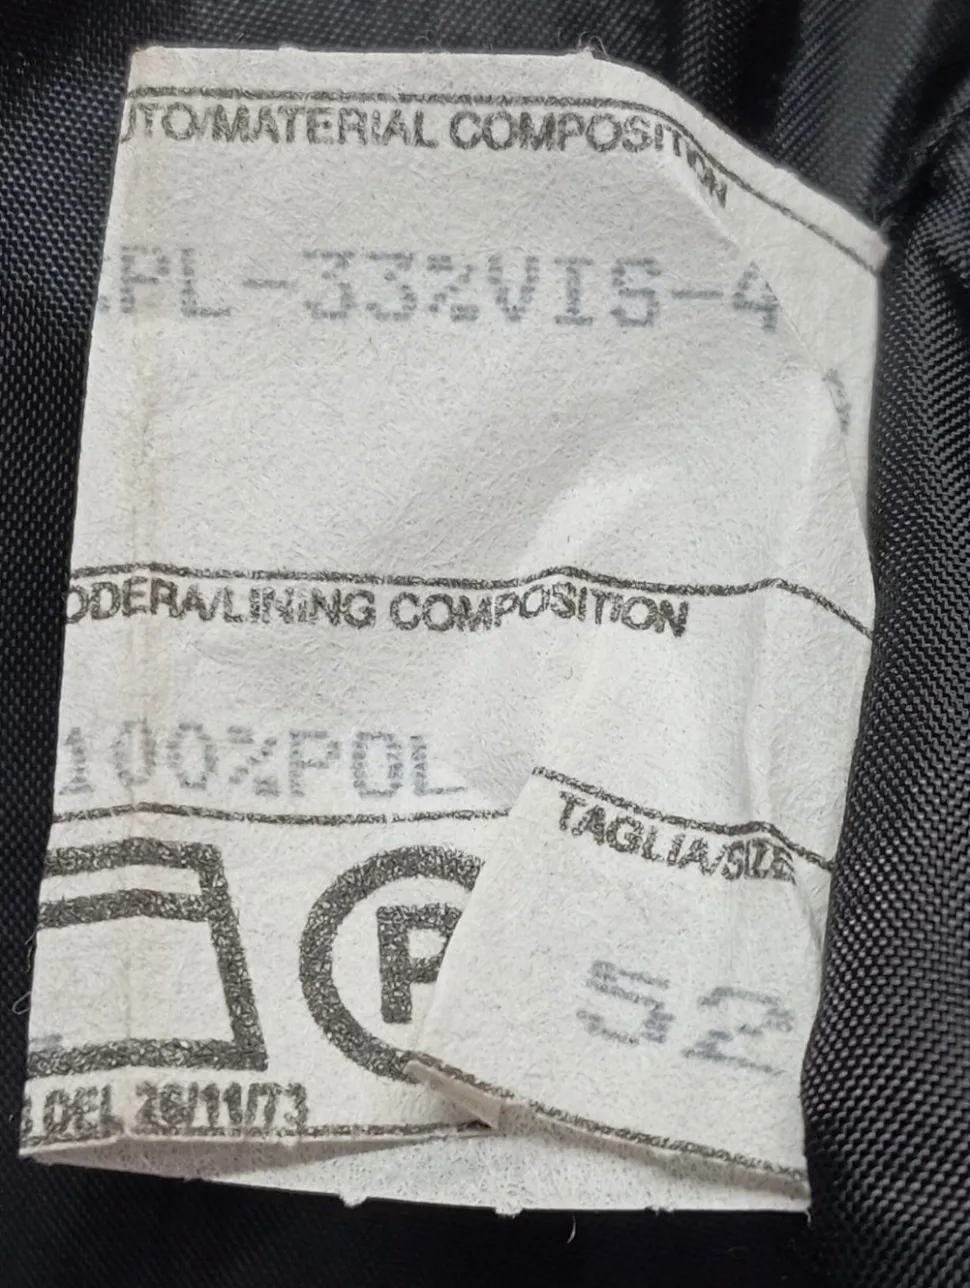 UTO/MATERIAL COMPOSITION
PL-33%VIS-4
ODERA/LINING COMPOSITION
100%POL
TAGLIA/SIZE
P
52
DEL 26/11/73